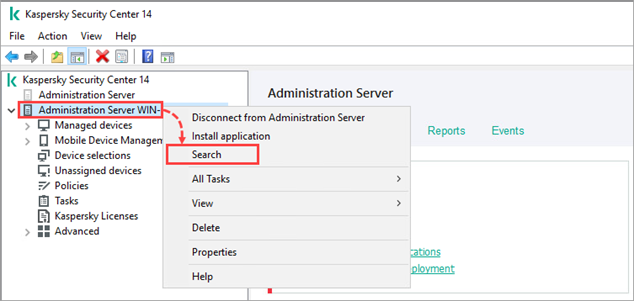 Kaspersky Security Center 14
File Action View Help
Kaspersky Security Center 14
Administration Server
Administration Server WIN-
Managed devices
Mobile Device Managem
Device selections
Unassigned devices
Policies
Tasks
Kaspersky Licenses
Advanced
Disconnect from Administration Server
Install application
Search
All Tasks
View
Delete
Properties
Help
Administration Server
Reports Events
cations
eployment